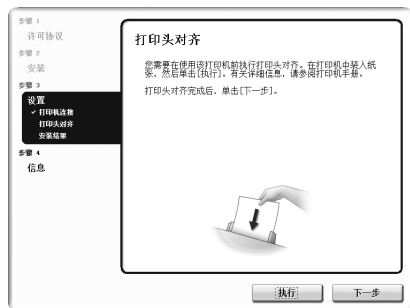 步骤 1
许可协议
步骤 2
安装
步骤 3
设置
✓ 打印机连接
打印头对齐
安装结果
步骤 4
信息
打印头对齐
您需要在使用该打印机前执行打印头对齐。在打印机中装入纸
张，然后单击[执行]。有关详细信息，请参阅打印机手册。
打印头对齐完成后，单击[下一步]。
执行
下一步